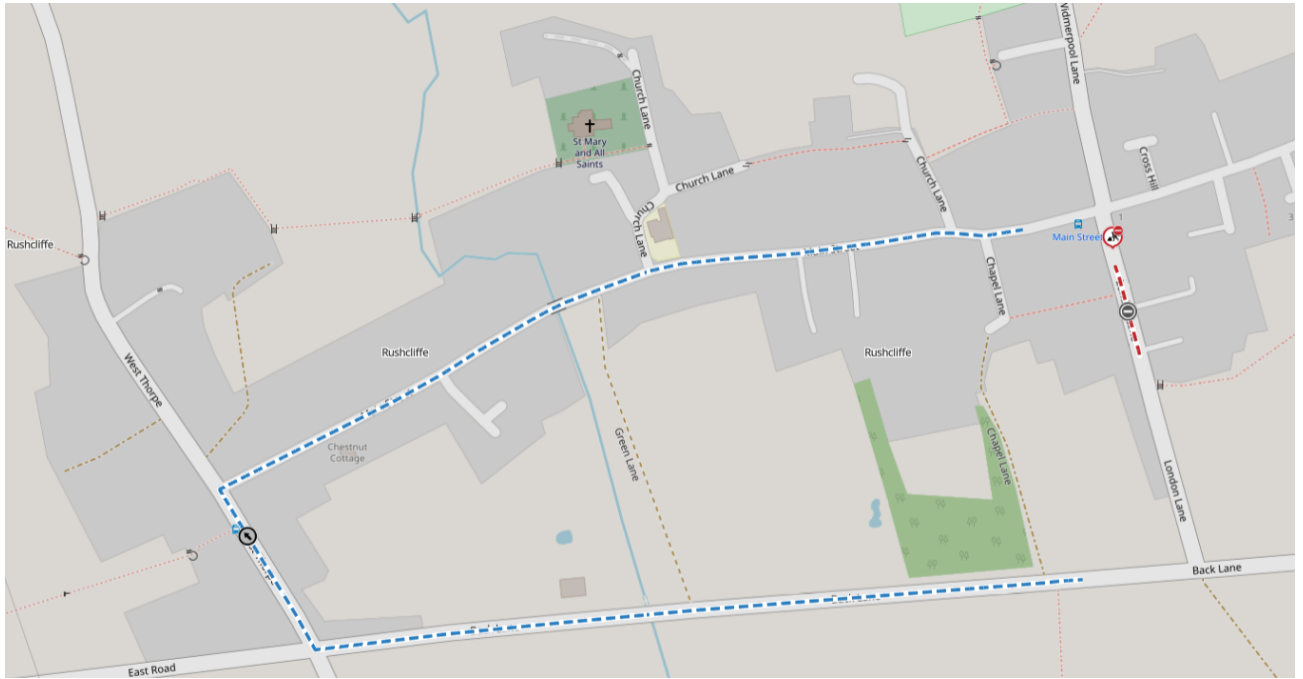 Widmerpool Lane
Church Lane
St Mary
and All
Saints
Church Lane
Church Lane
Cross Hill
Church Lane
1
3
Rushcliffe
Main Street
Chapel Lane
West Thorpe
Rushcliffe
Rushcliffe
Chestnut
Cottage
Green Lane
Chapel Lane
London Lane
Back Lane
East Road